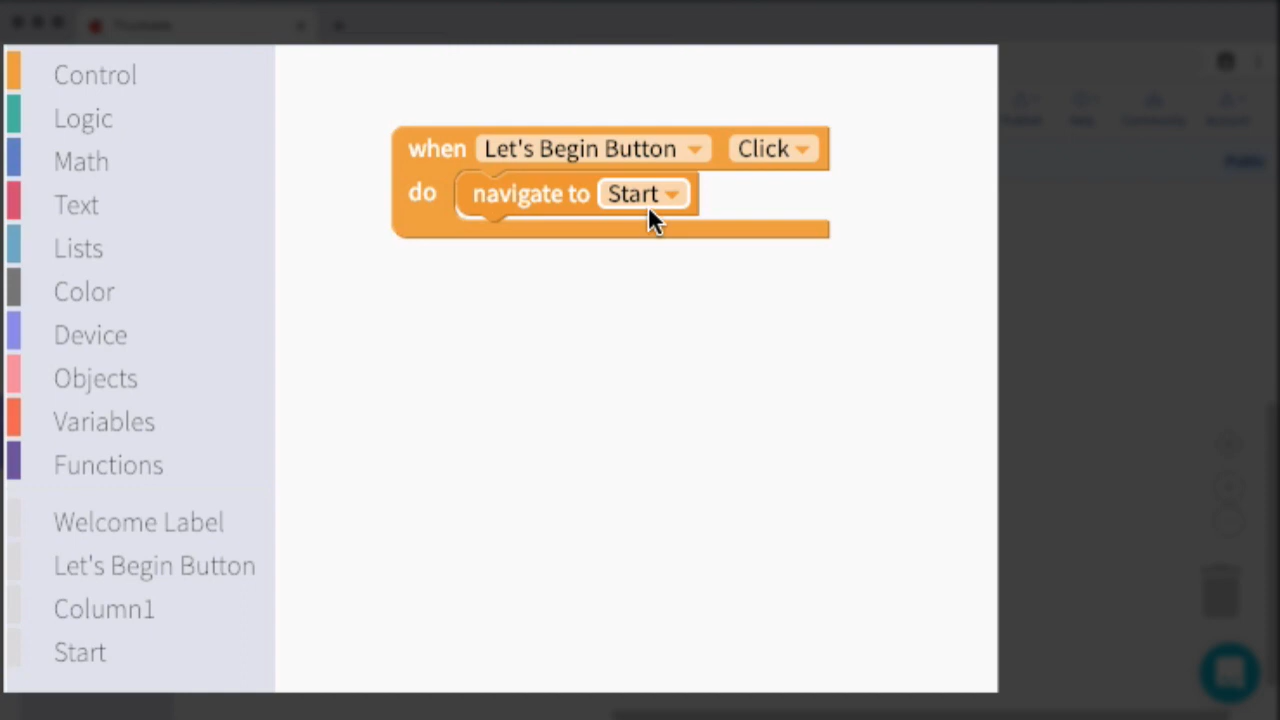 Control
Logic
Math
Text
Lists
Color
Device
Objects
Variables
Functions
Welcome Label
Let's Begin Button
Column1
Start
when Let's Begin Button Click
do navigate to Start